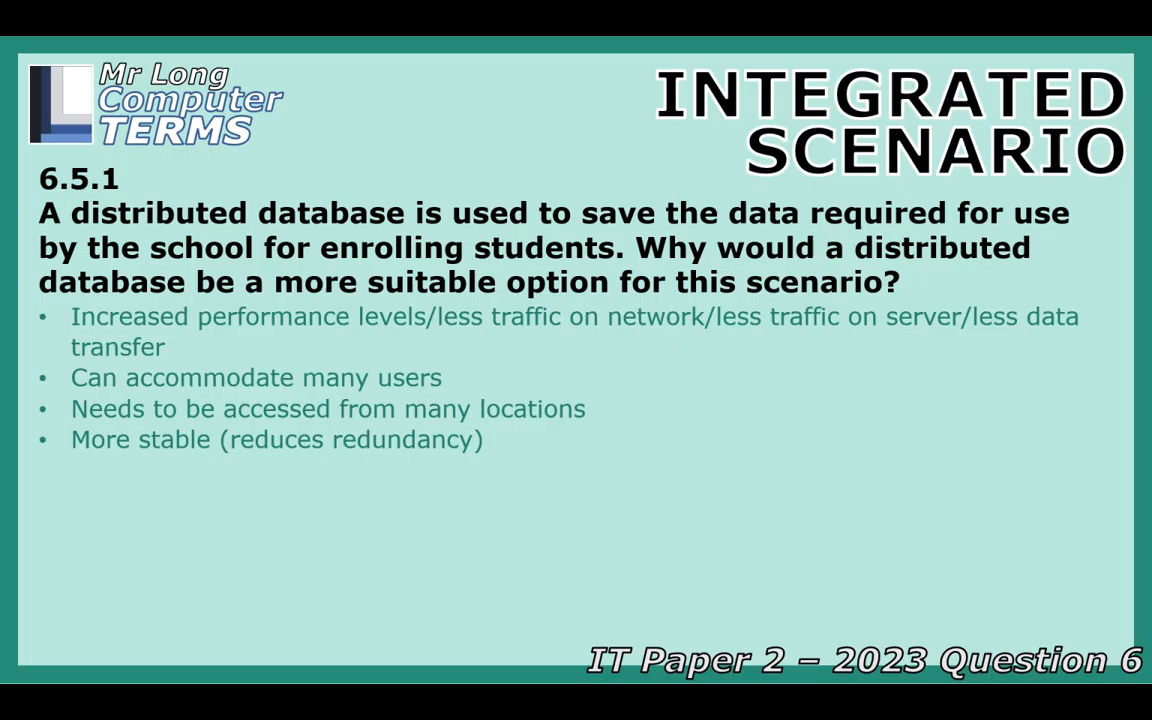 Mr Long
Computer
TERMS
INTEGRATED
SCENARIO
6.5.1
A distributed database is used to save the data required for use
by the school for enrolling students. Why would a distributed
database be a more suitable option for this scenario?
• Increased performance levels/less traffic on network/less traffic on server/less data
transfer
• Can accommodate many users
• Needs to be accessed from many locations
• More stable (reduces redundancy)
IT Paper 2 – 2023 Question 6